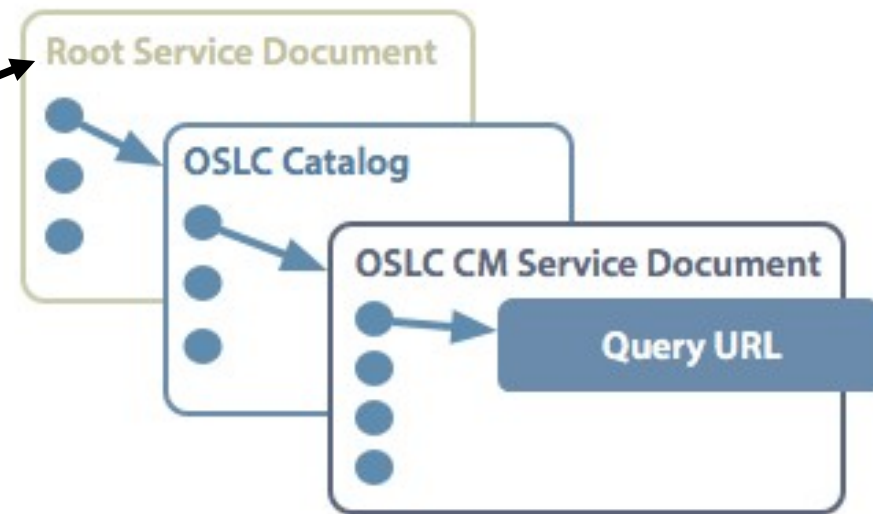 Root Service Document
OSLC Catalog
OSLC CM Service Document
Query URL